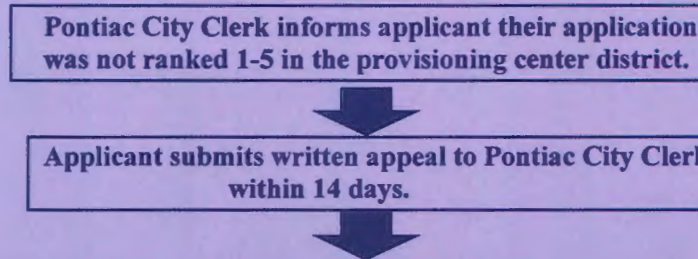 Pontiac City Clerk informs applicant their application
was not ranked 1-5 in the provisioning center district.
Applicant submits written appeal to Pontiac City Clerk
within 14 days.